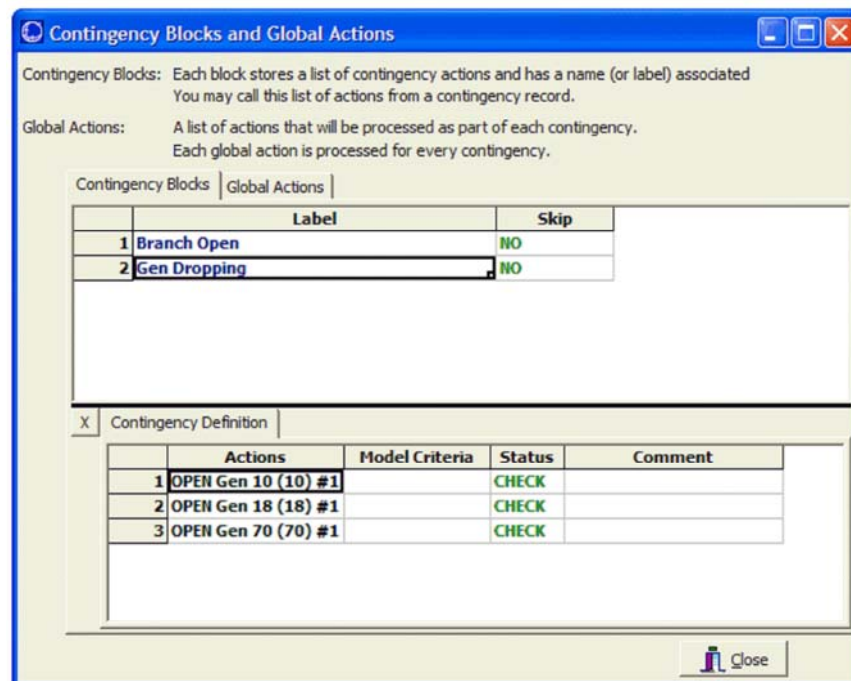 Contingency Blocks and Global Actions
Contingency Blocks: Each block stores a list of contingency actions and has a name (or label) associated
You may call this list of actions from a contingency record.
Global Actions: A list of actions that will be processed as part of each contingency.
Each global action is processed for every contingency.
Contingency Blocks Global Actions
Label Skip
1 Branch Open NO
2 Gen Dropping NO
X Contingency Definition
Actions Model Criteria Status Comment
1 OPEN Gen 10 (10) #1 CHECK
2 OPEN Gen 18 (18) #1 CHECK
3 OPEN Gen 70 (70) #1 CHECK
Close